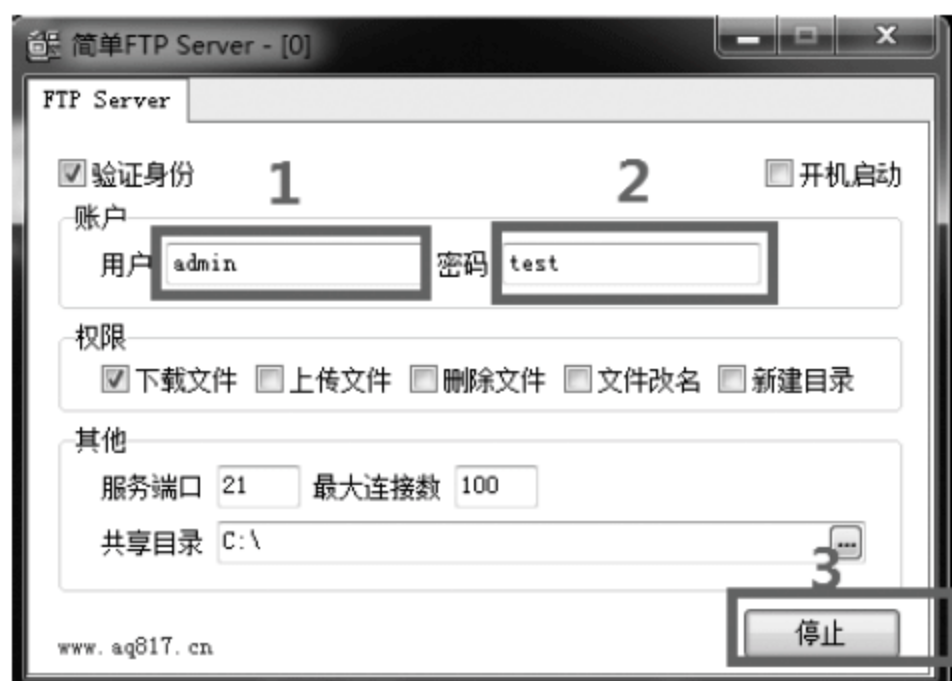 简单FTP Server - [0]
FTP Server
验证身份 1 2 开机启动
账户
用户 admin 密码 test
权限
下载文件 上传文件 删除文件 文件改名 新建目录
其他
服务端口 21 最大连接数 100
共享目录 C:\ ...
3
www.aq817.cn 停止